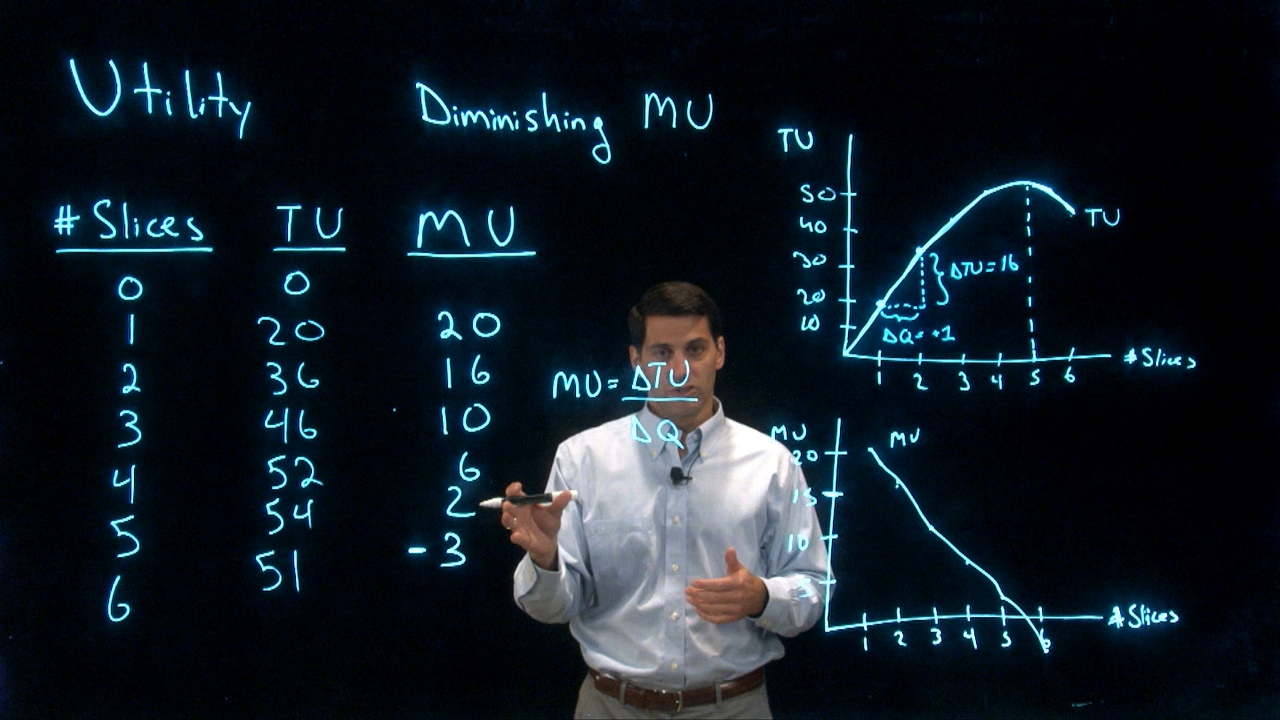 Utility
Diminishing MU
# Slices TU MU
0 0
1 20 20
2 36 16
3 46 10
4 52 6
5 54 2
6 51 -3
MU = ΔTU
ΔQ
TU
50
40
30
20
10
TU
ΔTU = 16
ΔQ = +1
1 2 3 4 5 6
# Slices
MU
20
15
10
5
MU
1 2 3 4 5 6
# Slices